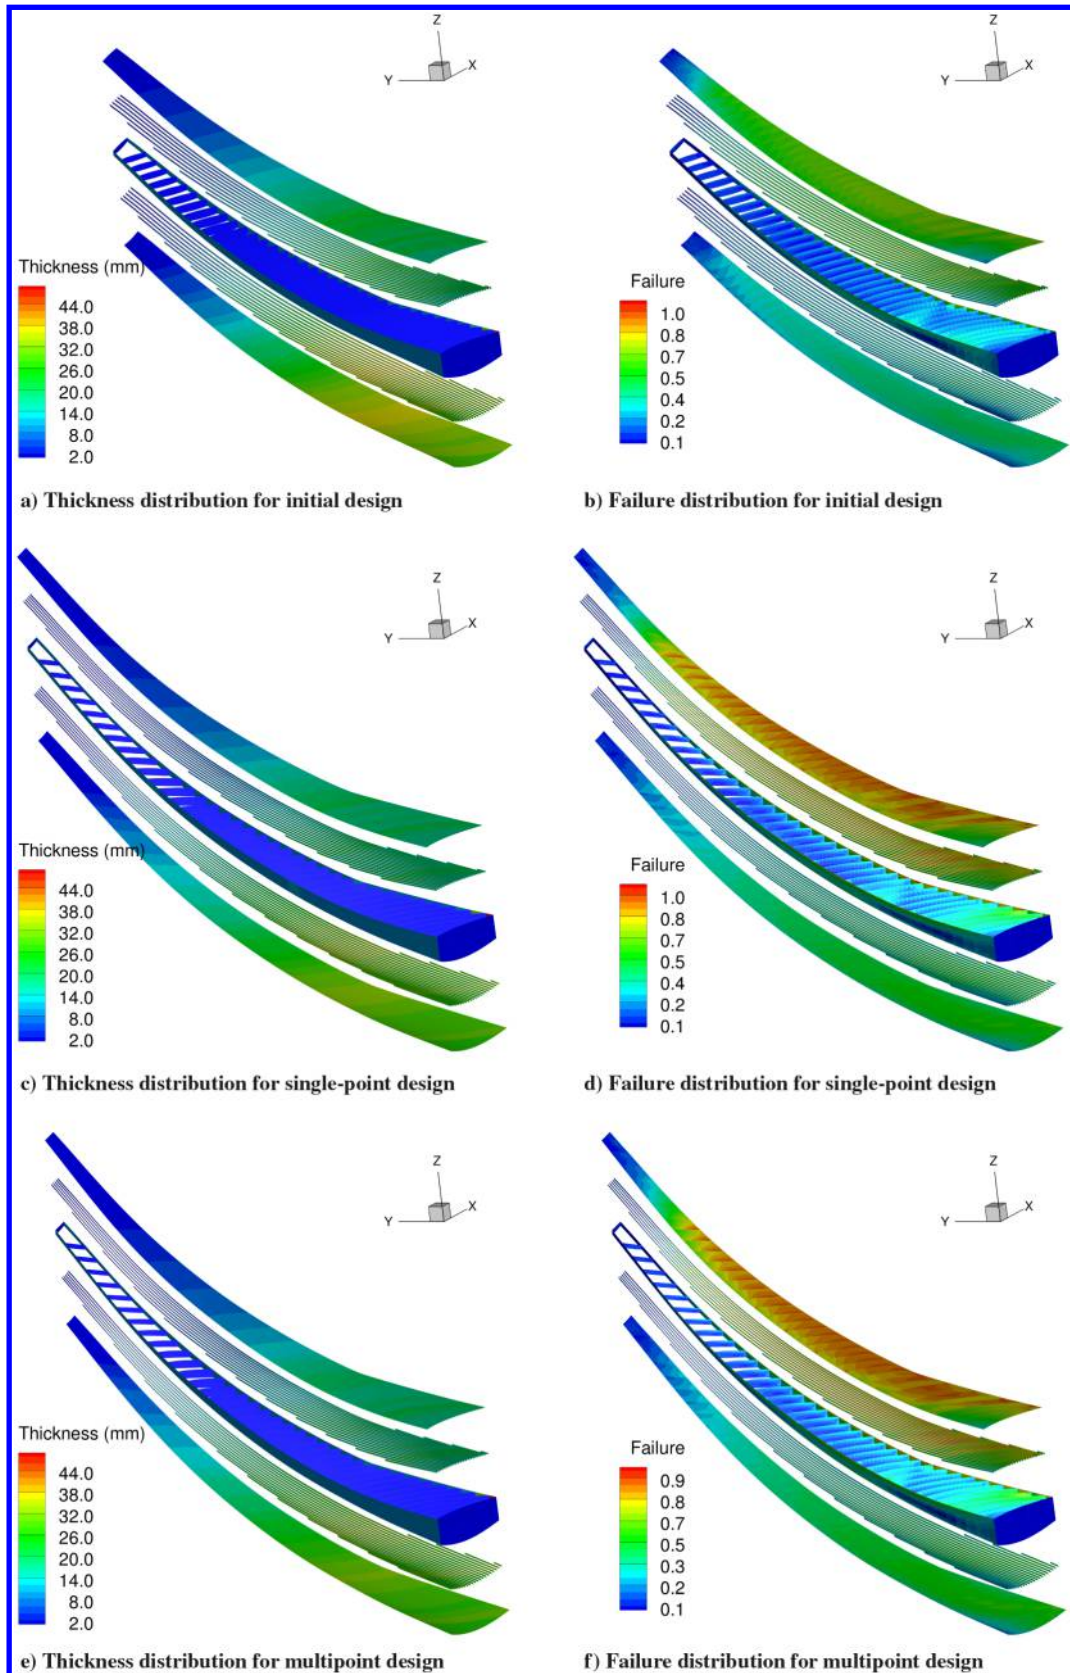 Z
X
Y
Thickness (mm)
44.0
38.0
32.0
26.0
20.0
14.0
8.0
2.0
a) Thickness distribution for initial design
Z
X
Y
Failure
1.0
0.8
0.7
0.5
0.4
0.2
0.1
b) Failure distribution for initial design
Z
X
Y
Thickness (mm)
44.0
38.0
32.0
26.0
20.0
14.0
8.0
2.0
c) Thickness distribution for single-point design
Z
X
Y
Failure
1.0
0.8
0.7
0.5
0.4
0.2
0.1
d) Failure distribution for single-point design
Z
X
Y
Thickness (mm)
44.0
38.0
32.0
26.0
20.0
14.0
8.0
2.0
e) Thickness distribution for multipoint design
Z
X
Y
Failure
0.9
0.8
0.7
0.5
0.3
0.2
0.1
f) Failure distribution for multipoint design